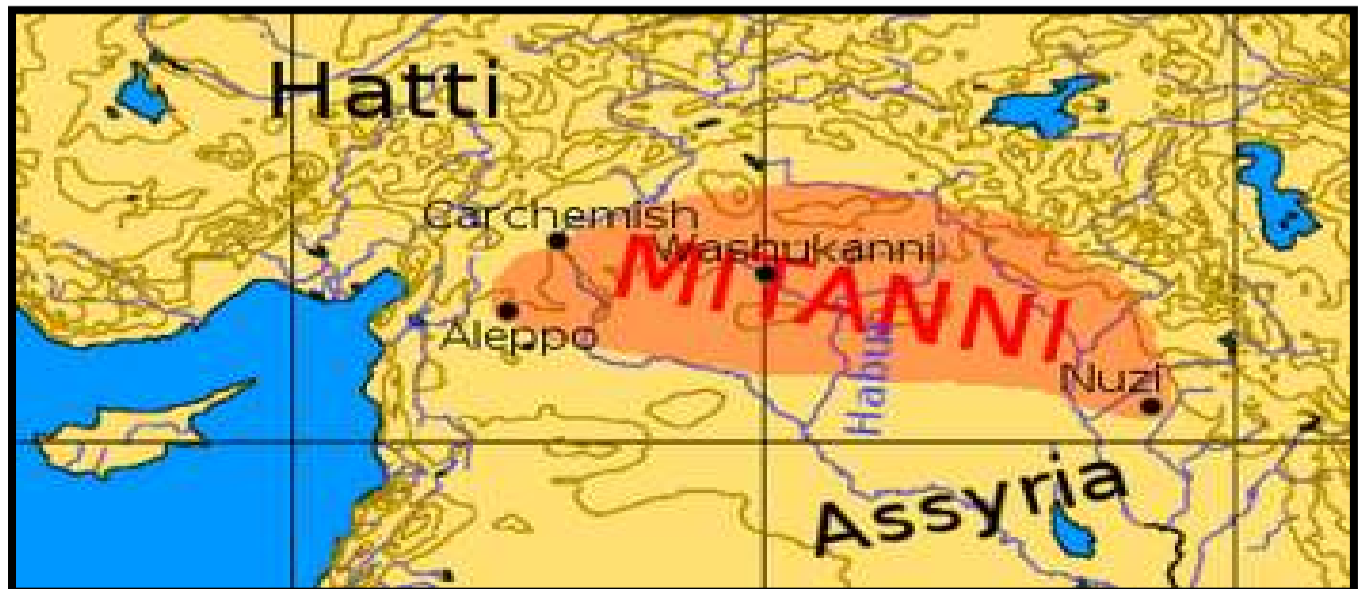 Hatti
Carchemish
Washukanni
MITANNI
Aleppo
Habur
Nuzi
Assyria